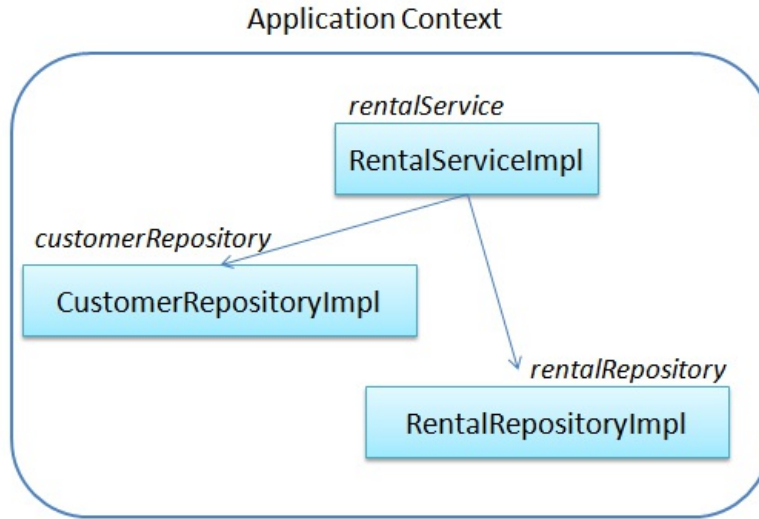 Application Context
rentalService
RentalServiceImpl
customerRepository
CustomerRepositoryImpl
rentalRepository
RentalRepositoryImpl